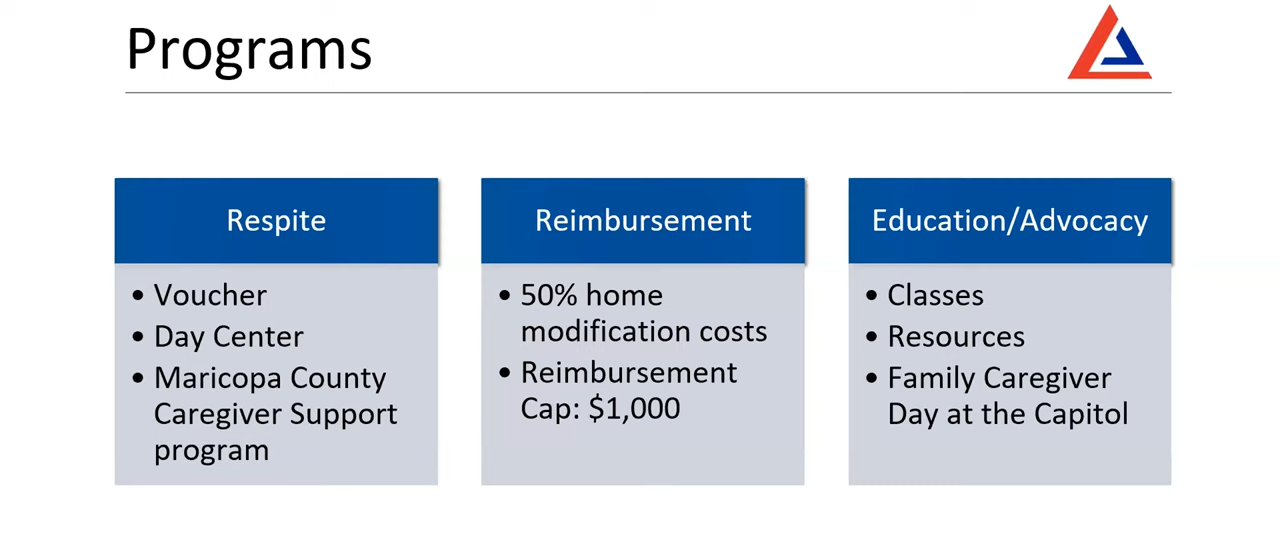 Programs
Respite
• Voucher
• Day Center
• Maricopa County
Caregiver Support
program
Reimbursement
• 50% home
modification costs
• Reimbursement
Cap: $1,000
Education/Advocacy
• Classes
• Resources
• Family Caregiver
Day at the Capitol